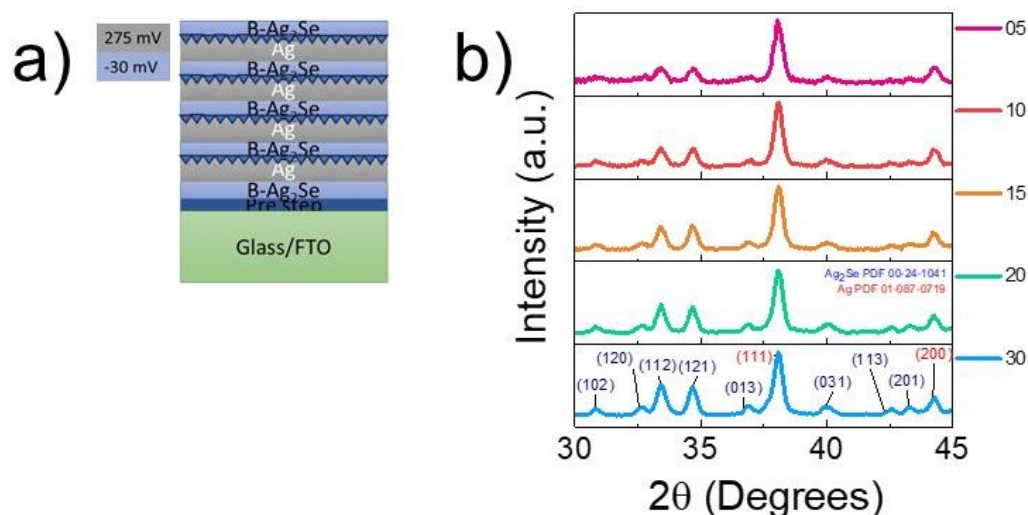 a)
275 mV
-30 mV
B-Ag₂Se
Ag
B-Ag₂Se
Ag
B-Ag₂Se
Ag
B-Ag₂Se
Ag
B-Ag₂Se
Pre step
Glass/FTO
b)
Intensity (a.u.)
05
10
15
20
30
Ag₂Se PDF 00-24-1041
Ag PDF 01-087-0719
(102)
(120)
(112)
(121)
(013)
(111)
(031)
(113)
(201)
(200)
30
35
40
45
2θ (Degrees)